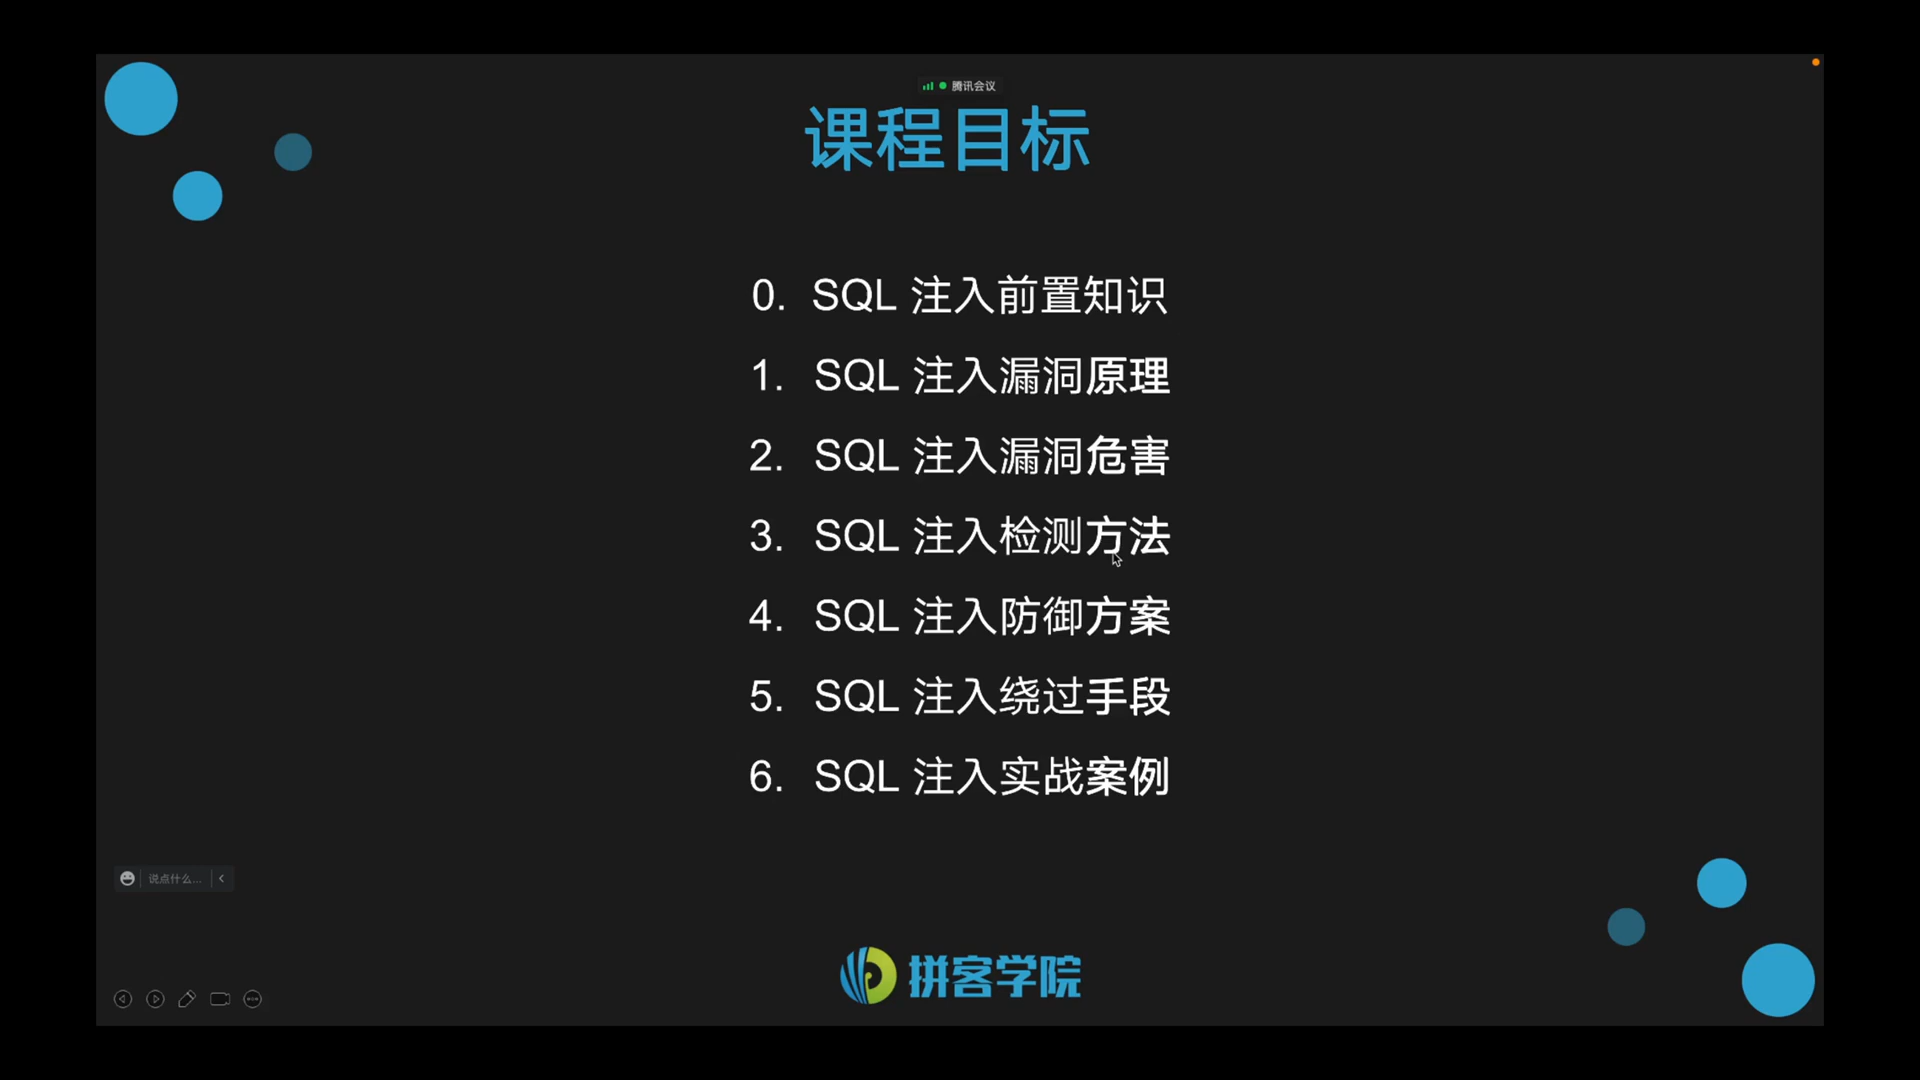 腾讯会议
课程目标
0. SQL 注入前置知识
1. SQL 注入漏洞原理
2. SQL 注入漏洞危害
3. SQL 注入检测方法
4. SQL 注入防御方案
5. SQL 注入绕过手段
6. SQL 注入实战案例
说点什么...
拼客学院